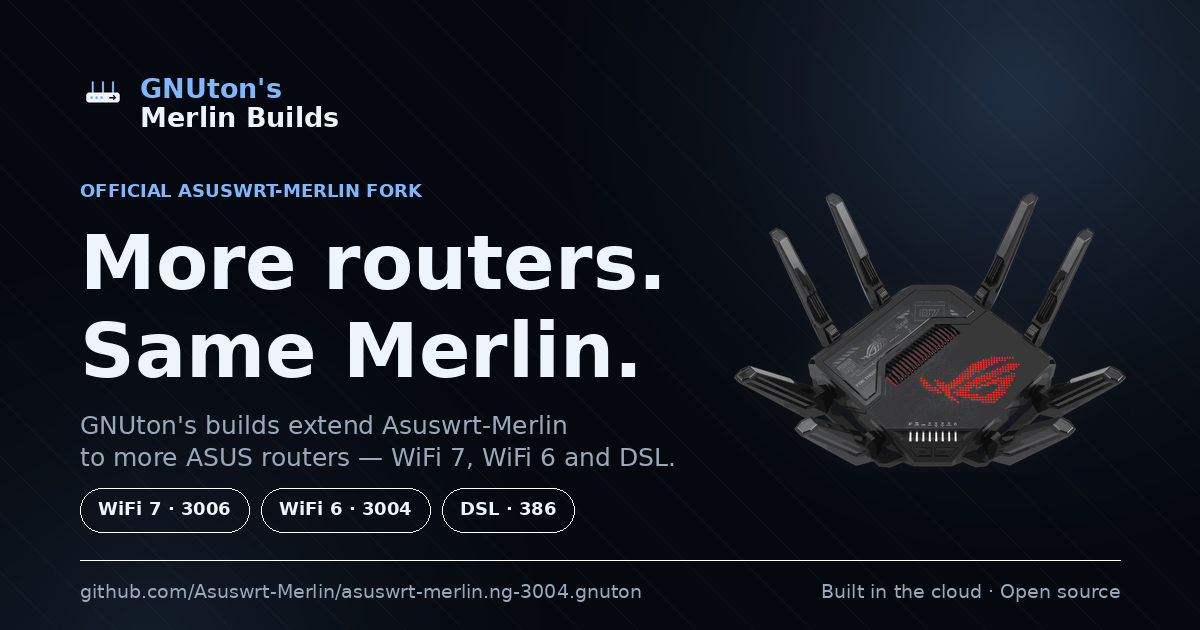 GNUton's
Merlin Builds
OFFICIAL ASUSWRT-MERLIN FORK
More routers.
Same Merlin.
GNUton's builds extend Asuswrt-Merlin
to more ASUS routers — WiFi 7, WiFi 6 and DSL.
WiFi 7 · 3006
WiFi 6 · 3004
DSL · 386
github.com/Asuswrt-Merlin/asuswrt-merlin.ng-3004.gnuton
Built in the cloud · Open source